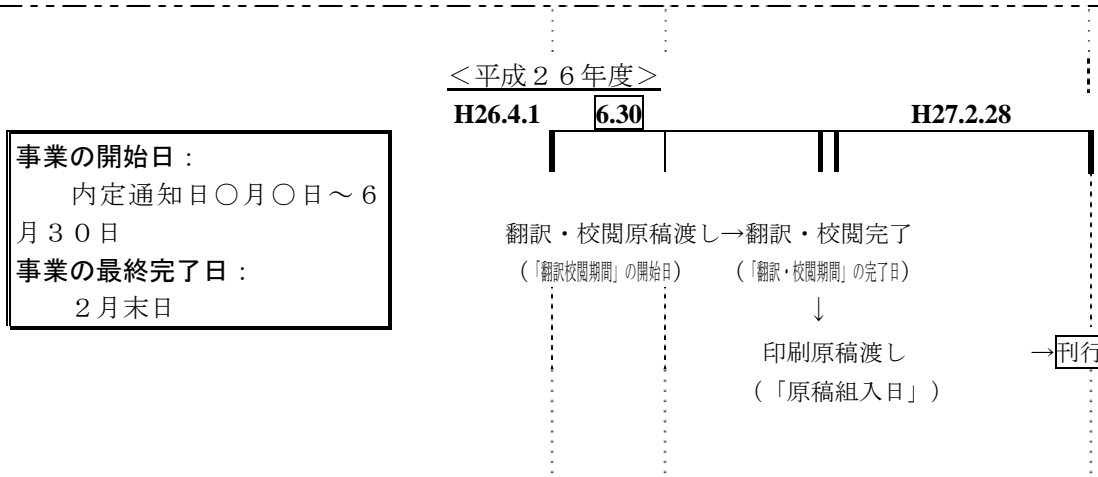 ＜平成２６年度＞
H26.4.1 6.30 H27.2.28
事業の開始日：
内定通知日○月○日～６
月３０日
事業の最終完了日：
２月末日
翻訳・校閲原稿渡し→翻訳・校閲完了
（「翻訳校閲期間」の開始日） （「翻訳・校閲期間」の完了日）
↓
印刷原稿渡し →刊行
（「原稿組入日」）